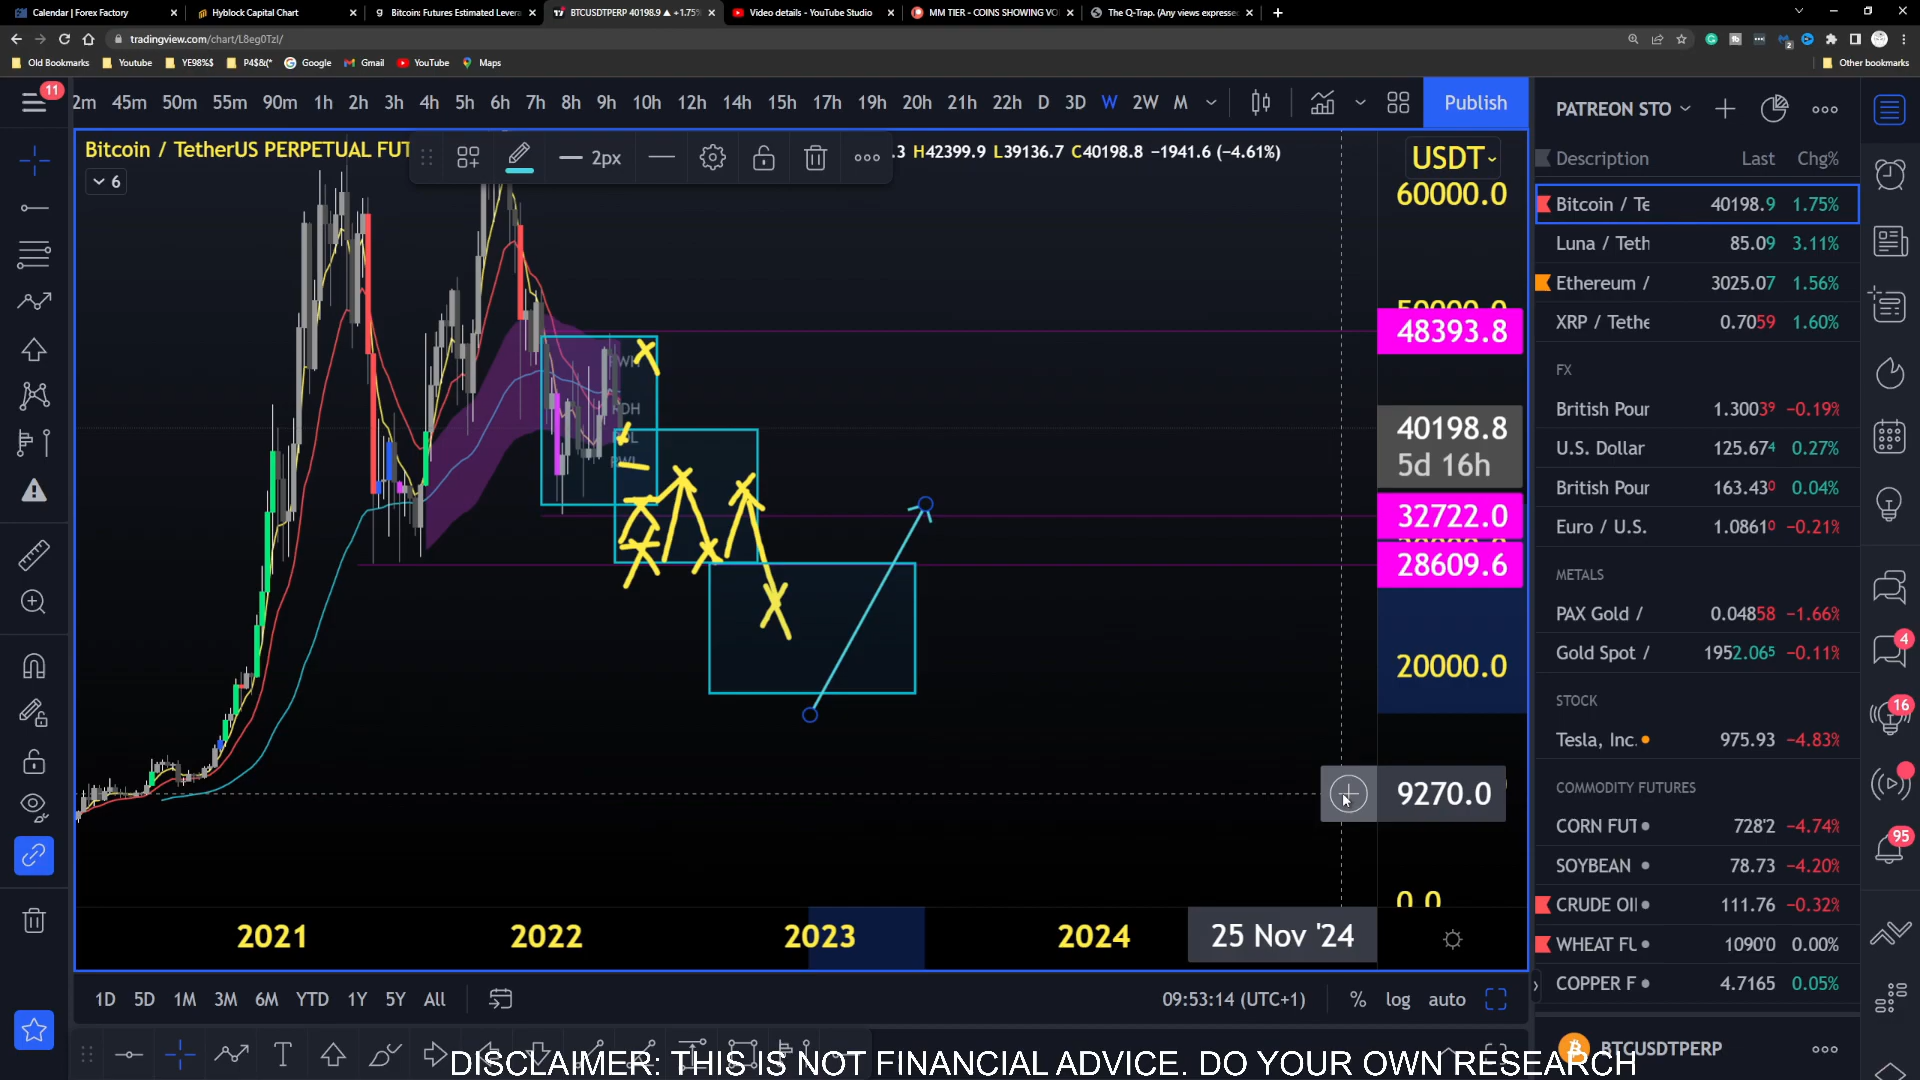 Calendar | Forex Factory
Hyblock Capital Chart
Bitcoin: Futures Estimated Levera
BTCUSDTPERP 40198.9 ▲ +1.75%
Video details - YouTube Studio
MM TIER - COINS SHOWING VO
The Q-Trap. (Any views expresse
tradingview.com/chart/L8eg0Tzl/
Old Bookmarks
Youtube
YE98%$
P4$&(*
Google
Gmail
YouTube
Maps
Other bookmarks
11
2m 45m 50m 55m 90m 1h 2h 3h 4h 5h 6h 7h 8h 9h 10h 12h 14h 15h 17h 19h 20h 21h 22h D 3D W 2W M
Publish
PATREON STO
Bitcoin / TetherUS PERPETUAL FUT
2px
.3 H42399.9 L39136.7 C40198.8 −1941.6 (−4.61%)
6
USDT
60000.0
50000.0
48393.8
40198.8
5d 16h
32722.0
28609.6
20000.0
9270.0
0.0
2021
2022
2023
2024
25 Nov '24
Description Last Chg%
Bitcoin / Te 40198.9 1.75%
Luna / Teth 85.09 3.11%
Ethereum / 3025.07 1.56%
XRP / Tethe 0.7059 1.60%
FX
British Pour 1.30039 −0.19%
U.S. Dollar 125.674 0.27%
British Pour 163.430 0.04%
Euro / U.S. 1.08610 −0.21%
METALS
PAX Gold / 0.04858 −1.66%
Gold Spot / 1952.065 −0.11%
STOCK
Tesla, Inc. 975.93 −4.83%
COMMODITY FUTURES
CORN FUT 728'2 −4.74%
SOYBEAN 78.73 −4.20%
CRUDE OIl 111.76 −0.32%
WHEAT FL 1090'0 0.00%
COPPER F 4.7165 0.05%
4
16
95
1D 5D 1M 3M 6M YTD 1Y 5Y All
09:53:14 (UTC+1)
% log auto
BTCUSDTPERP
DISCLAIMER: THIS IS NOT FINANCIAL ADVICE. DO YOUR OWN RESEARCH